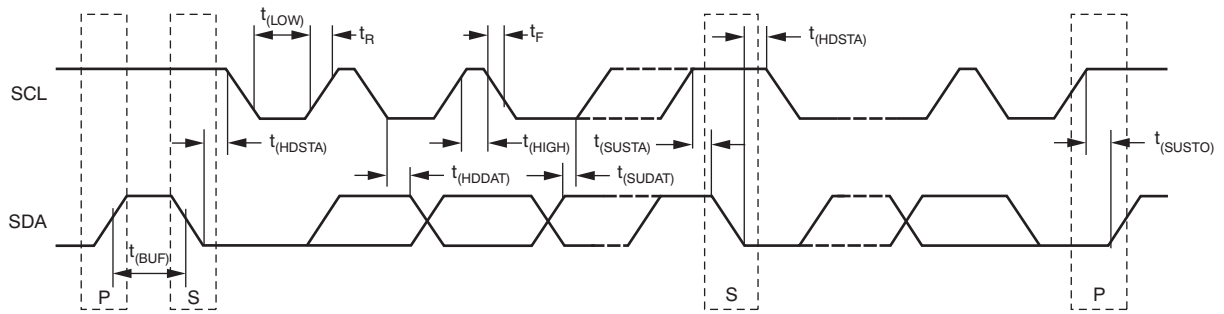 t(LOW)
tR
tF
t(HDSTA)
SCL
t(HDSTA)
t(HIGH)
t(SUSTA)
t(SUSTO)
t(HDDAT)
t(SUDAT)
SDA
t(BUF)
P
S
S
P